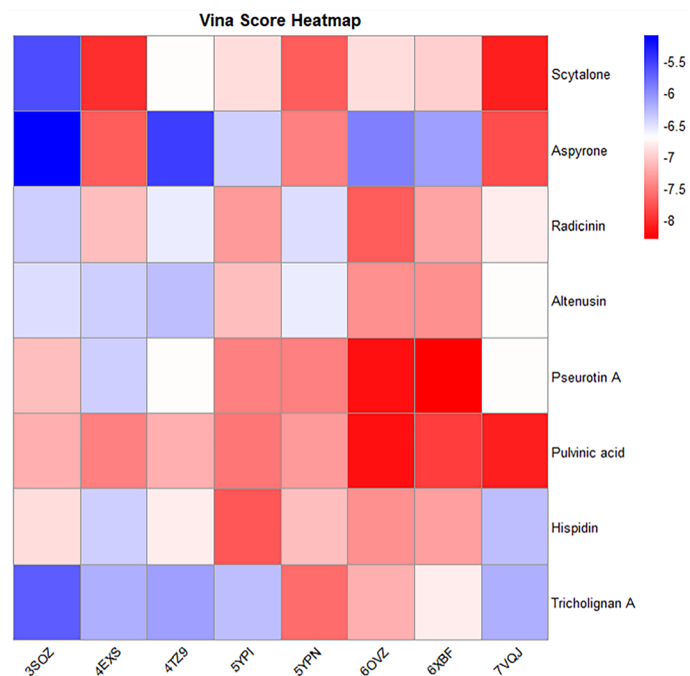 Vina Score Heatmap
Scytalone
Aspyrone
Radicinin
Altenusin
Pseurotin A
Pulvinic acid
Hispidin
Tricholignan A
-5.5
-6
-6.5
-7
-7.5
-8
3SOZ
4EXS
4TZ9
5YPI
5YPN
6OVZ
6XBF
7VQJ